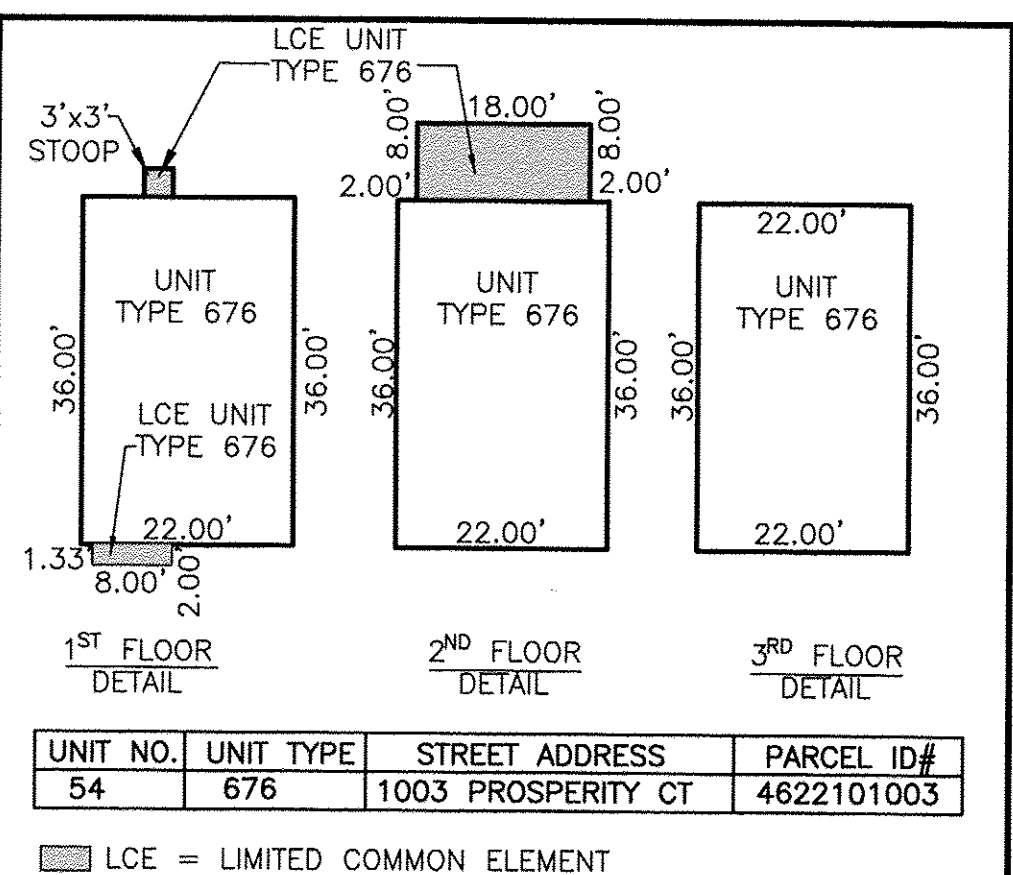 LCE UNIT
TYPE 676
3'x3'
STOOP
UNIT
TYPE 676
36.00'
36.00'
LCE UNIT
TYPE 676
22.00'
1.33'
8.00'
2.00'
1ST FLOOR
DETAIL
8.00'
18.00'
8.00'
2.00'
2.00'
UNIT
TYPE 676
36.00'
36.00'
22.00'
2ND FLOOR
DETAIL
22.00'
UNIT
TYPE 676
36.00'
36.00'
22.00'
3RD FLOOR
DETAIL
UNIT NO. UNIT TYPE STREET ADDRESS PARCEL ID#
54 676 1003 PROSPERITY CT 4622101003
LCE = LIMITED COMMON ELEMENT